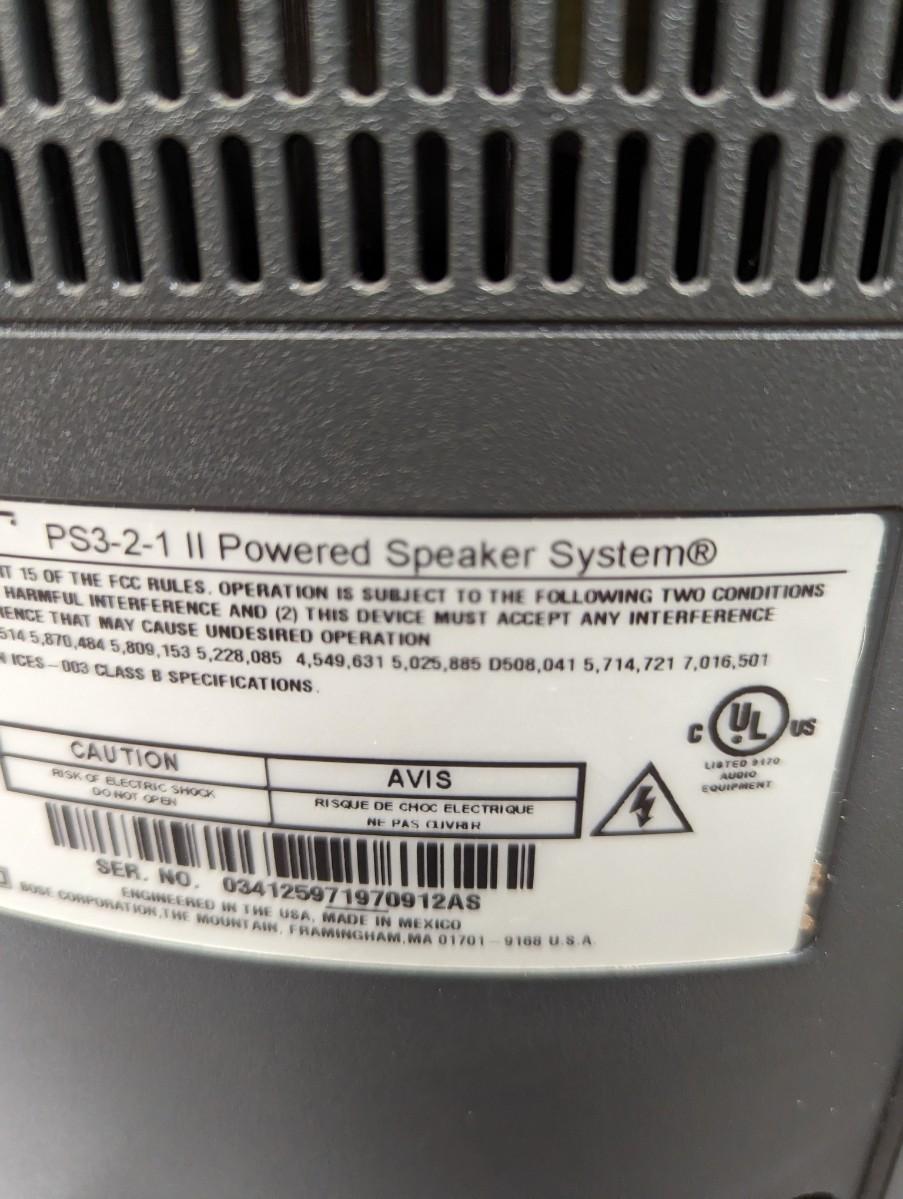 PS3-2-1 II Powered Speaker System®
15 OF THE FCC RULES. OPERATION IS SUBJECT TO THE FOLLOWING TWO CONDITIONS
HARMFUL INTERFERENCE AND (2) THIS DEVICE MUST ACCEPT ANY INTERFERENCE
THAT MAY CAUSE UNDESIRED OPERATION
514 5,870,484 5,809,153 5,228,085 4,549,631 5,025,885 D508,041 5,714,721 7,016,501
ICES-003 CLASS B SPECIFICATIONS.
C UL US
LISTED 9170
AUDIO
EQUIPMENT
CAUTION
RISK OF ELECTRIC SHOCK
DO NOT OPEN
AVIS
RISQUE DE CHOC ELECTRIQUE
NE PAS OUVRIR
SER. NO. 034125971970912AS
ENGINEERED IN THE USA, MADE IN MEXICO
BOSE CORPORATION, THE MOUNTAIN, FRAMINGHAM, MA 01701-9168 U.S.A.